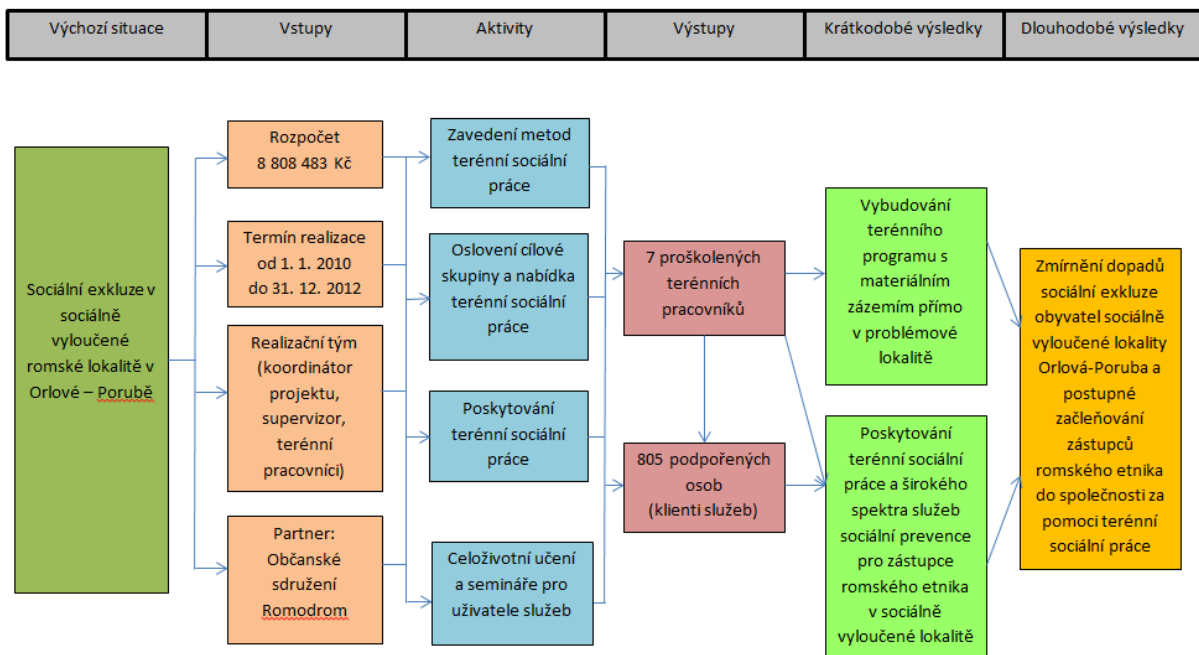 Výchozí situace
Vstupy
Aktivity
Výstupy
Krátkodobé výsledky
Dlouhodobé výsledky
Sociální exkluze v
sociálně
vyloučené
romské lokalitě v
Orlové – Porubě
Rozpočet
8 808 483 Kč
Termín realizace
od 1. 1. 2010
do 31. 12. 2012
Realizační tým
(koordinátor
projektu,
supervizor,
terénní
pracovníci)
Partner:
Občanské
sdružení
Romodrom
Zavedení metod
terénní sociální
práce
Oslovení cílové
skupiny a nabídka
terénní sociální
práce
Poskytování
terénní sociální
práce
Celoživotní učení
a semináře pro
uživatele služeb
7 proškolených
terénních
pracovníků
805 podpořených
osob
(klienti služeb)
Vybudování
terénního
programu s
materiálním
zázemím přímo
v problémové
lokalitě
Poskytování
terénní sociální
práce a širokého
spektra služeb
sociální prevence
pro zástupce
romského etnika
v sociálně
vyloučené lokalitě
Zmírnění dopadů
sociální exkluze
obyvatel sociálně
vyloučené lokality
Orlová-Poruba a
postupné
začleňování
zástupců
romského etnika
do společnosti za
pomoci terénní
sociální práce